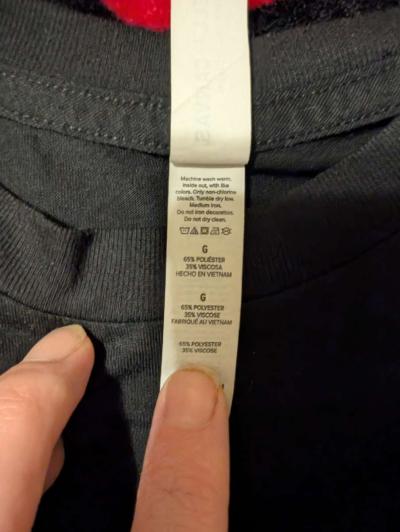 Machine wash warm,
inside out, with like
colors. Only non-chlorine
bleach. Tumble dry low.
Medium iron.
Do not iron decoration.
Do not dry clean.
G
65% POLIÉSTER
35% VISCOSA
HECHO EN VIETNAM
G
65% POLYESTER
35% VISCOSE
FABRIQUÉ AU VIETNAM
65% POLYESTER
35% VISCOSE